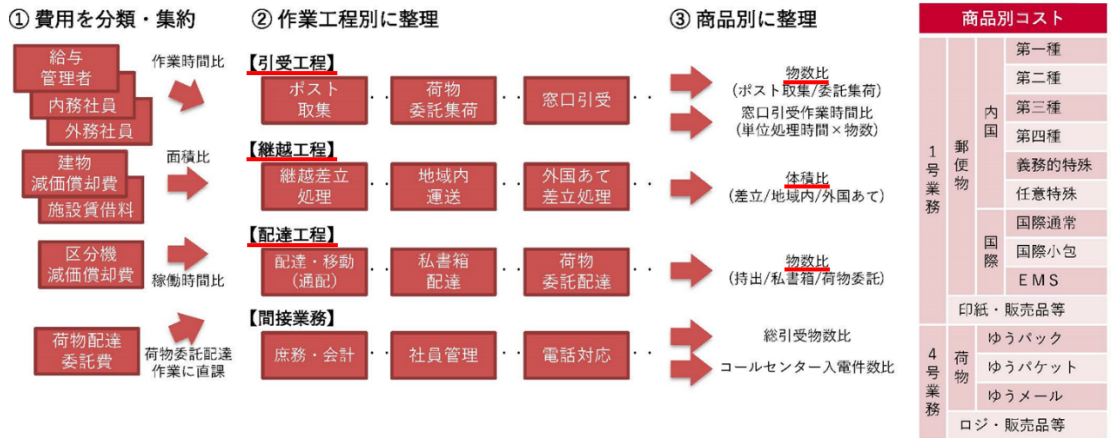 ① 費用を分類・集約
② 作業工程別に整理
③ 商品別に整理
給与
管理者
内務社員
外務社員
作業時間比
建物
減価償却費
施設賃借料
面積比
区分機
減価償却費
稼働時間比
荷物配達
委託費
荷物委託配達
作業に直課
【引受工程】
ポスト
取集
‥
荷物
委託集荷
‥
窓口引受
‥
【継越工程】
継越差立
処理
‥
地域内
運送
‥
外国あて
差立処理
‥
【配達工程】
配達・移動
(通配)
‥
私書箱
配達
‥
荷物
委託配達
‥
【間接業務】
庶務・会計
‥
社員管理
‥
電話対応
‥
物数比
(ポスト取集/委託集荷)
窓口引受作業時間比
(単位処理時間×物数)
体積比
(差立/地域内/外国あて)
物数比
(持出/私書箱/荷物委託)
総引受物数比
コールセンター入電件数比
商品別コスト
1号業務
郵便物
内国
第一種
第二種
第三種
第四種
義務的特殊
任意特殊
国際
国際通常
国際小包
EMS
印紙・販売品等
4号業務
荷物
ゆうパック
ゆうパケット
ゆうメール
ロジ・販売品等